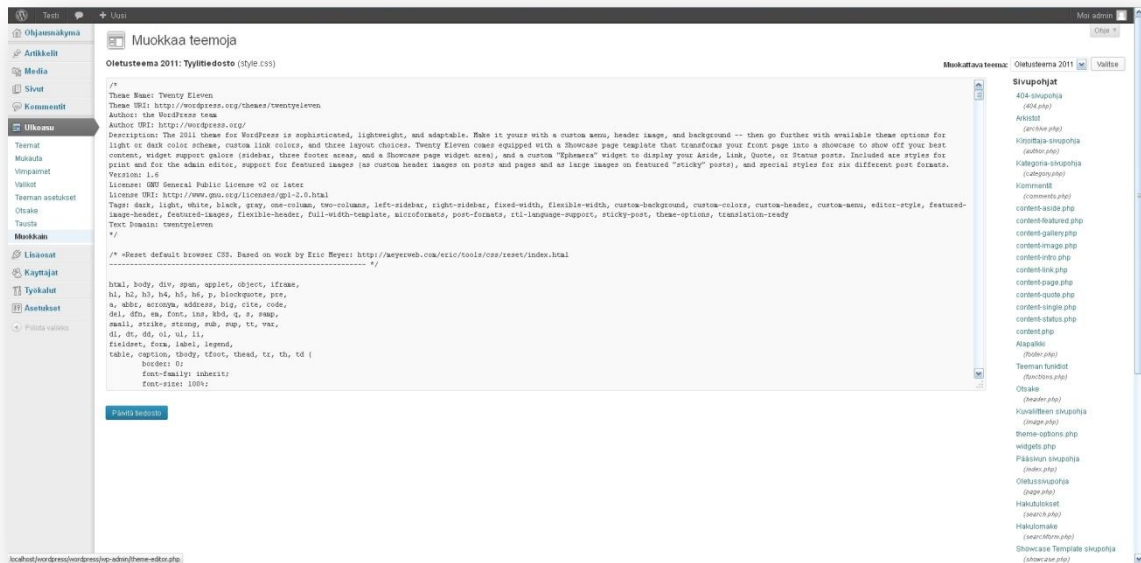 Testi
+ Uusi
Moi admin
Ohjausnäkymä
Artikkelit
Media
Sivut
Kommentit
Ulkoasu
Teemat
Mukauta
Vimpaimet
Valikot
Teeman asetukset
Otsake
Tausta
Muokkain
Lisäosat
Käyttäjät
Työkalut
Asetukset
Piilota valikko
Ohje
Muokkaa teemoja
Oletusteema 2011: Tyylitiedosto (style.css)
Muokattava teema: Oletusteema 2011 Valitse
/*
Theme Name: Twenty Eleven
Theme URI: http://wordpress.org/themes/twentyeleven
Author: the WordPress team
Author URI: http://wordpress.org/
Description: The 2011 theme for WordPress is sophisticated, lightweight, and adaptable. Make it yours with a custom menu, header image, and background -- then go further with available theme options for
light or dark color scheme, custom link colors, and three layout choices. Twenty Eleven comes equipped with a Showcase page template that transforms your front page into a showcase to show off your best
content, widget support galore (sidebar, three footer areas, and a Showcase page widget area), and a custom "Ephemera" widget to display your Aside, Link, Quote, or Status posts. Included are styles for
print and for the admin editor, support for featured images (as custom header images on posts and pages and as large images on featured "sticky" posts), and special styles for six different post formats.
Version: 1.6
License: GNU General Public License v2 or later
License URI: http://www.gnu.org/licenses/gpl-2.0.html
Tags: dark, light, white, black, gray, one-column, two-columns, left-sidebar, right-sidebar, fixed-width, flexible-width, custom-background, custom-colors, custom-header, custom-menu, editor-style, featured-
image-header, featured-images, flexible-header, full-width-template, microformats, post-formats, rtl-language-support, sticky-post, theme-options, translation-ready
Text Domain: twentyeleven
*/
/* =Reset default browser CSS. Based on work by Eric Meyer: http://meyerweb.com/eric/tools/css/reset/index.html
-------------------------------------------------------------- */
html, body, div, span, applet, object, iframe,
h1, h2, h3, h4, h5, h6, p, blockquote, pre,
a, abbr, acronym, address, big, cite, code,
del, dfn, em, font, ins, kbd, q, s, samp,
small, strike, strong, sub, sup, tt, var,
dl, dt, dd, ol, ul, li,
fieldset, form, label, legend,
table, caption, tbody, tfoot, thead, tr, th, td {
border: 0;
font-family: inherit;
font-size: 100%;
Päivitä tiedosto
Sivupohjat
404-sivupohja
(404.php)
Arkistot
(archive.php)
Kirjoittaja-sivupohja
(author.php)
Kategoria-sivupohja
(category.php)
Kommentit
(comments.php)
content-aside.php
content-featured.php
content-gallery.php
content-image.php
content-intro.php
content-link.php
content-page.php
content-quote.php
content-single.php
content-status.php
content.php
Alapalkki
(footer.php)
Teeman funktiot
(functions.php)
Otsake
(header.php)
Kuvaliitteen sivupohja
(image.php)
theme-options.php
widgets.php
Pääsivun sivupohja
(index.php)
Oletussivupohja
(page.php)
Hakutulokset
(search.php)
Hakulomake
(searchform.php)
Showcase Template sivupohja
(showcase.php)
localhost/wordpress/wordpress/wp-admin/theme-editor.php